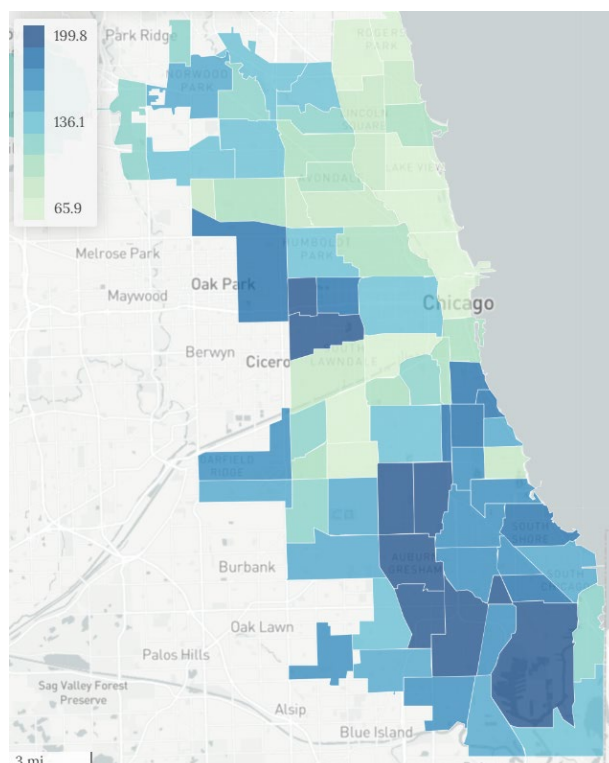 199.8
136.1
65.9
Park Ridge
ROGERS
PARK
NORWOOD
PARK
LINCOLN
SQUARE
LAKE VIEW
AVONDALE
HUMBOLDT
PARK
Melrose Park
Oak Park
Maywood
Chicago
Berwyn
Cicero
SOUTH
LAWNDALE
GARFIELD
RIDGE
SOUTH
SHORE
AUBURN
GRESHAM
Burbank
SOUTH
CHICAGO
Oak Lawn
Palos Hills
Sag Valley Forest
Preserve
Alsip
Blue Island
3 mi